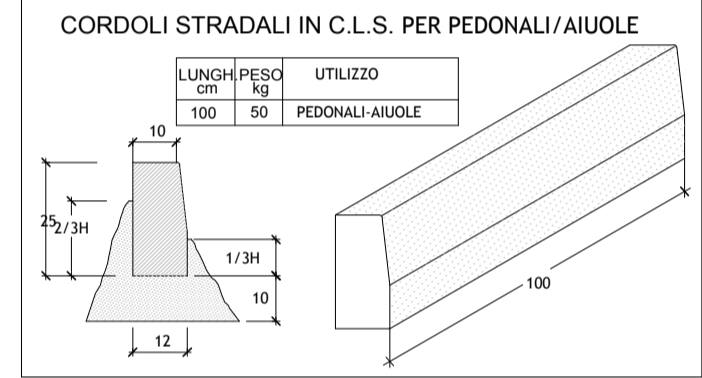 CORDOLI STRADALI IN C.L.S. PER PEDONALI/AIUOLE
LUNGH. PESO UTILIZZO
cm kg
100 50 PEDONALI-AIUOLE
10
25
2/3H
1/3H
10
12
100